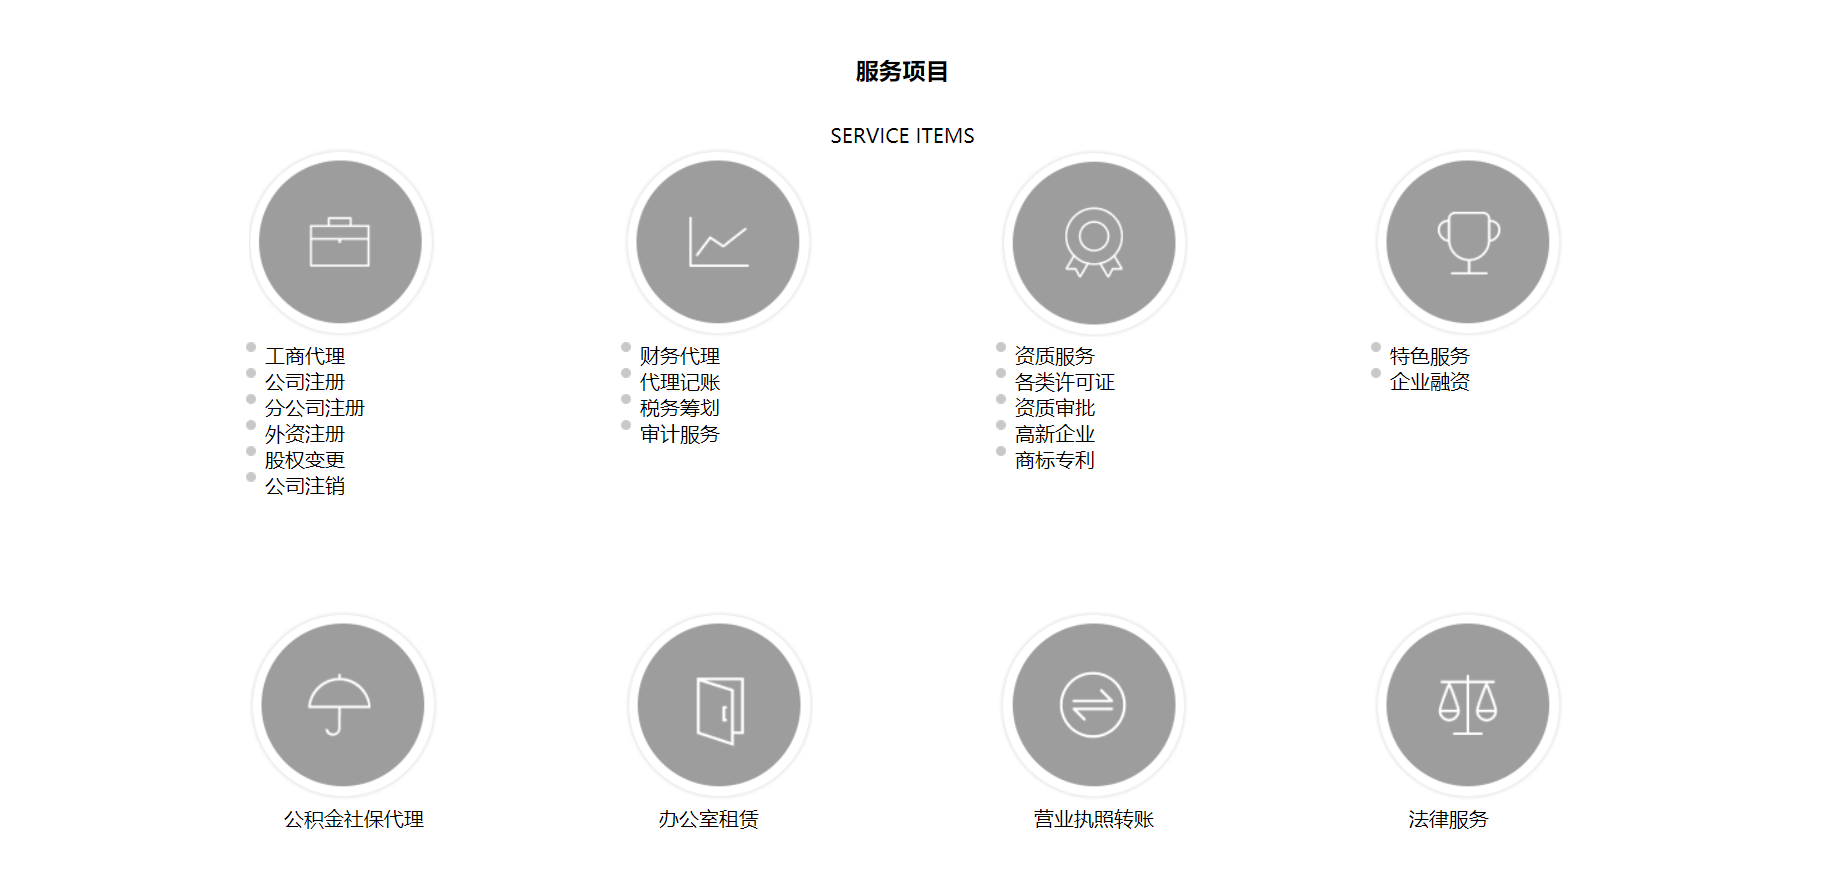 服务项目
SERVICE ITEMS
工商代理
公司注册
分公司注册
外资注册
股权变更
公司注销
财务代理
代理记账
税务筹划
审计服务
资质服务
各类许可证
资质审批
高新企业
商标专利
特色服务
企业融资
公积金社保代理
办公室租赁
营业执照转账
法律服务